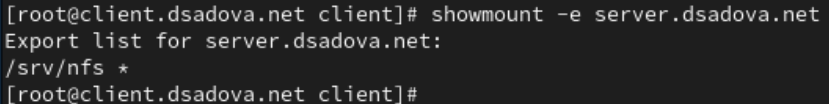 [root@client.dsadova.net client]# showmount -e server.dsadova.net
Export list for server.dsadova.net:
/srv/nfs *
[root@client.dsadova.net client]#